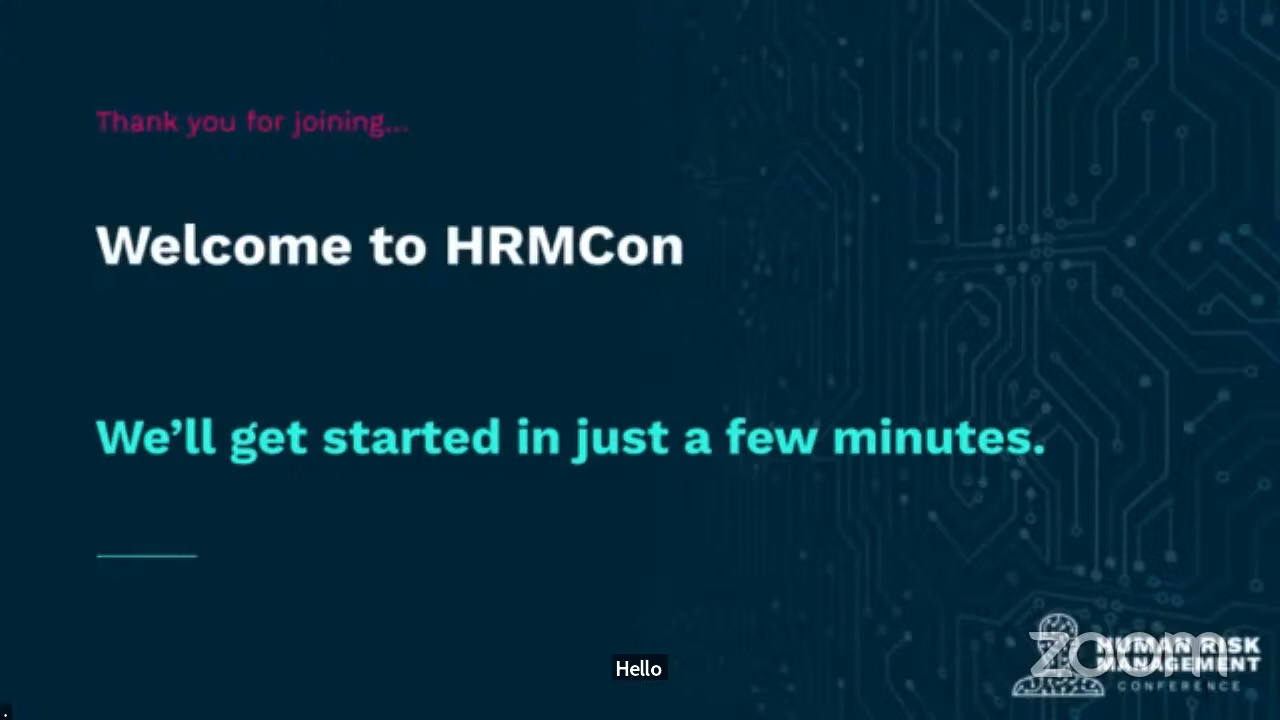 Thank you for joining...
Welcome to HRMCon
We’ll get started in just a few minutes.
HUMAN RISK
MANAGEMENT
CONFERENCE
zoom
Hello